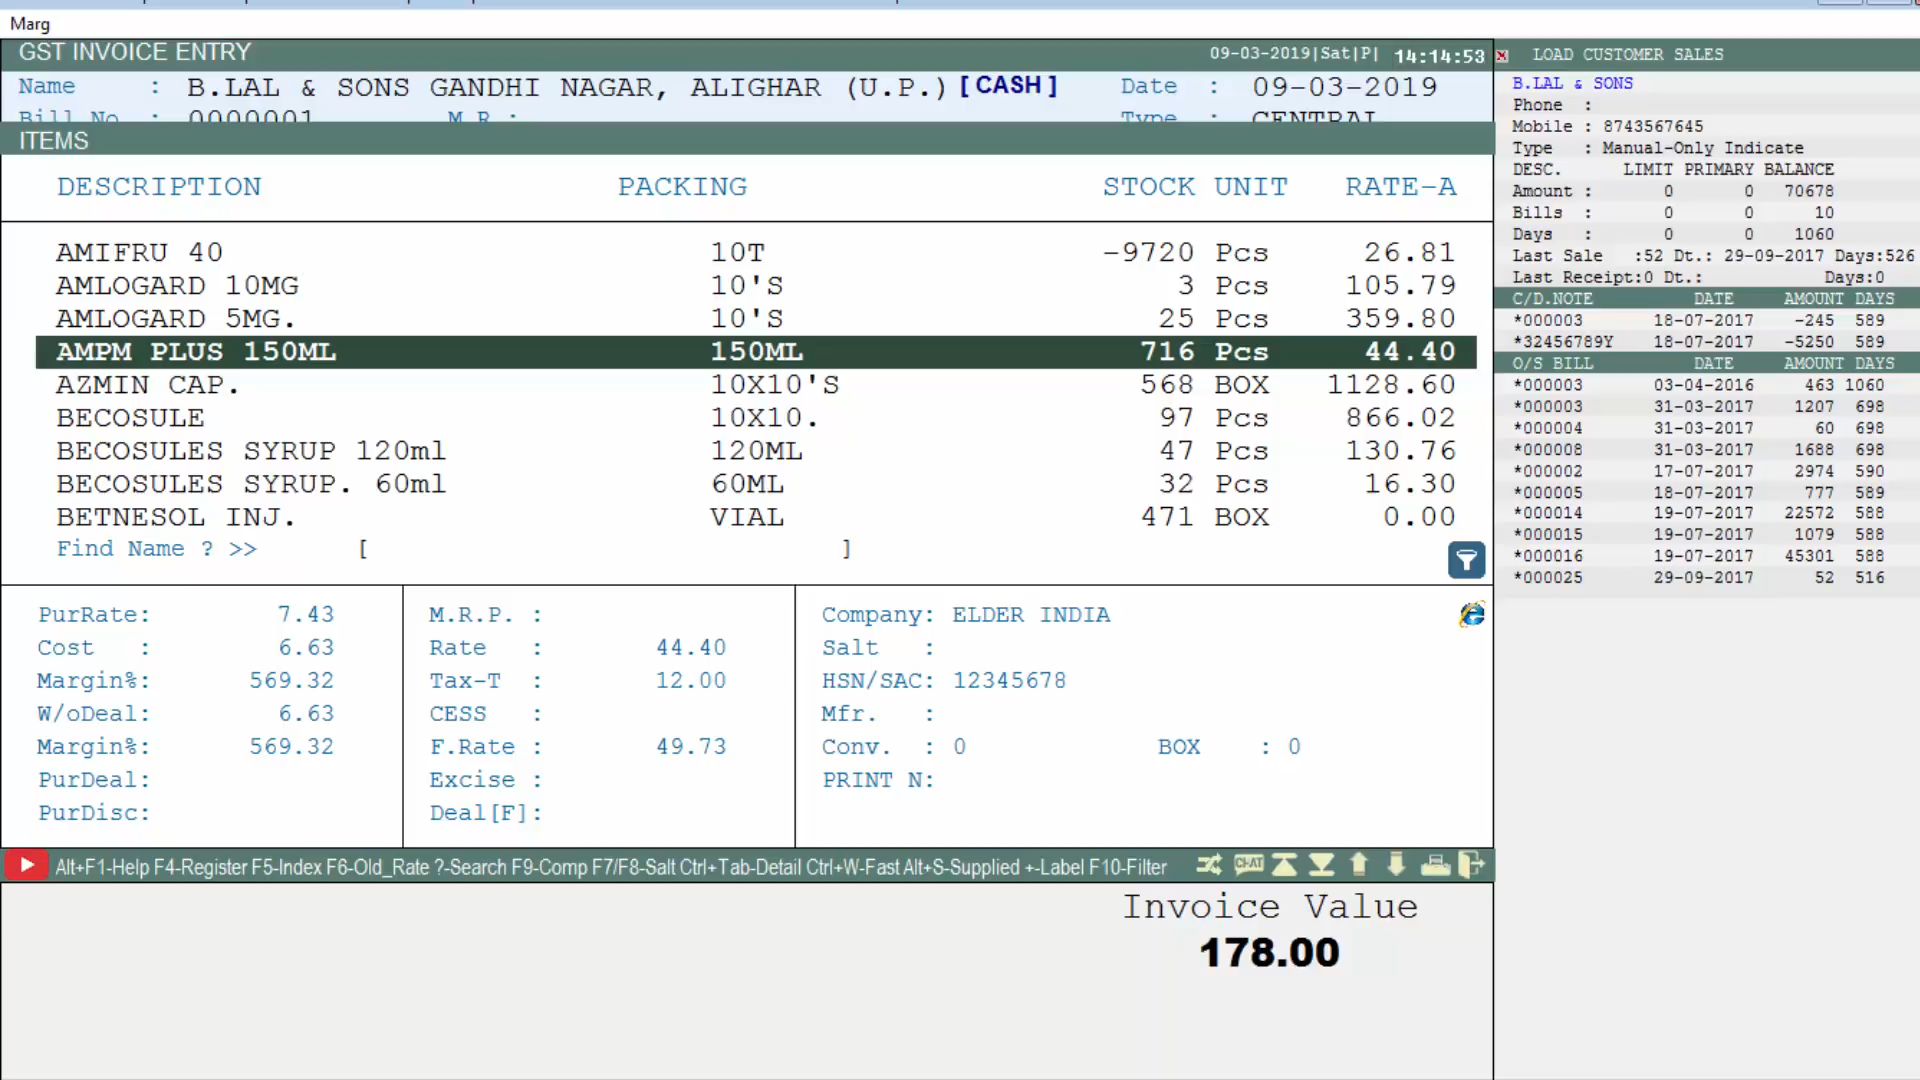 Marg
GST INVOICE ENTRY 09-03-2019|Sat|P| 14:14:53
Name : B.LAL & SONS GANDHI NAGAR, ALIGHAR (U.P.) [ CASH ] Date : 09-03-2019
Bill No. : 0000001 M.R.: Type : CENTRAL
ITEMS
DESCRIPTION PACKING STOCK UNIT RATE-A
AMIFRU 40 10T -9720 Pcs 26.81
AMLOGARD 10MG 10'S 3 Pcs 105.79
AMLOGARD 5MG. 10'S 25 Pcs 359.80
AMPM PLUS 150ML 150ML 716 Pcs 44.40
AZMIN CAP. 10X10'S 568 BOX 1128.60
BECOSULE 10X10. 97 Pcs 866.02
BECOSULES SYRUP 120ml 120ML 47 Pcs 130.76
BECOSULES SYRUP. 60ml 60ML 32 Pcs 16.30
BETNESOL INJ. VIAL 471 BOX 0.00
Find Name ? >> [ ]
PurRate: 7.43
Cost : 6.63
Margin%: 569.32
W/oDeal: 6.63
Margin%: 569.32
PurDeal:
PurDisc:
M.R.P. :
Rate : 44.40
Tax-T : 12.00
CESS :
F.Rate : 49.73
Excise :
Deal[F]:
Company: ELDER INDIA
Salt :
HSN/SAC: 12345678
Mfr. :
Conv. : 0 BOX : 0
PRINT N:
Alt+F1-Help F4-Register F5-Index F6-Old_Rate ?-Search F9-Comp F7/F8-Salt Ctrl+Tab-Detail Ctrl+W-Fast Alt+S-Supplied +-Label F10-Filter CHAT
Invoice Value
178.00
LOAD CUSTOMER SALES
B.LAL & SONS
Phone :
Mobile : 8743567645
Type : Manual-Only Indicate
DESC. LIMIT PRIMARY BALANCE
Amount : 0 0 70678
Bills : 0 0 10
Days : 0 0 1060
Last Sale :52 Dt.: 29-09-2017 Days:526
Last Receipt:0 Dt.: Days:0
C/D.NOTE DATE AMOUNT DAYS
*000003 18-07-2017 -245 589
*32456789Y 18-07-2017 -5250 589
O/S BILL DATE AMOUNT DAYS
*000003 03-04-2016 463 1060
*000003 31-03-2017 1207 698
*000004 31-03-2017 60 698
*000008 31-03-2017 1688 698
*000002 17-07-2017 2974 590
*000005 18-07-2017 777 589
*000014 19-07-2017 22572 588
*000015 19-07-2017 1079 588
*000016 19-07-2017 45301 588
*000025 29-09-2017 52 516